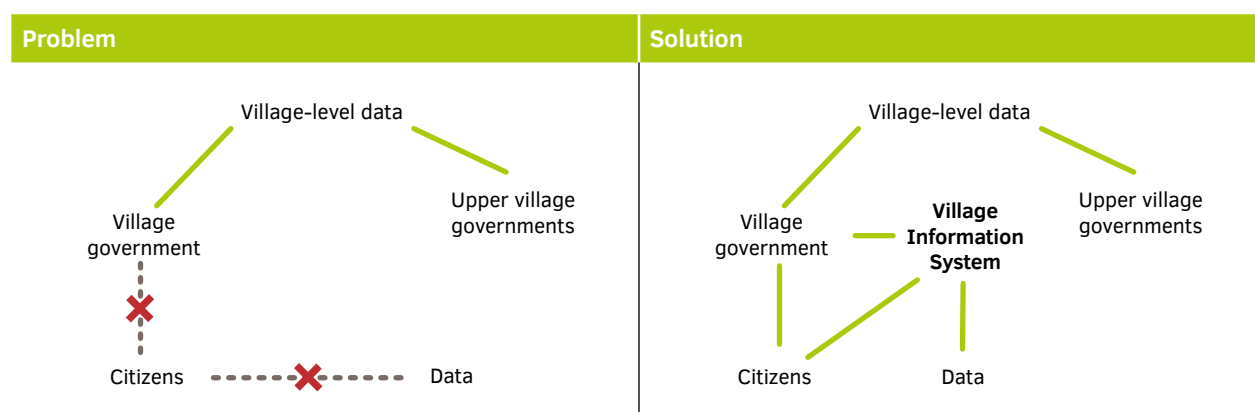 Problem
Village-level data
Village
government
Upper village
governments
Citizens
Data
Solution
Village-level data
Village
government
Village
Information
System
Upper village
governments
Citizens
Data